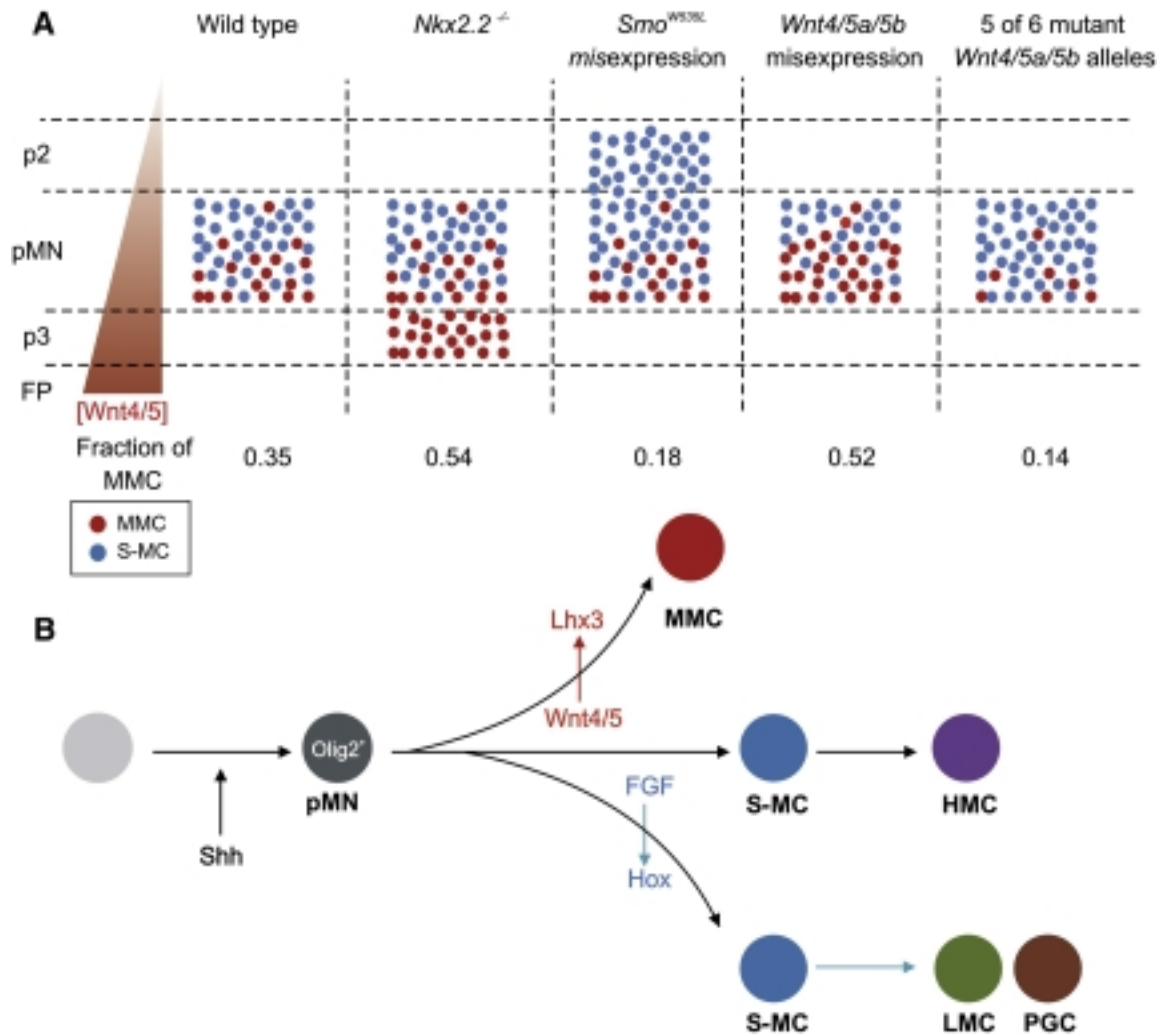 A
Wild type
Nkx2.2 -/-
Smo^W539L
misexpression
Wnt4/5a/5b
misexpression
5 of 6 mutant
Wnt4/5a/5b alleles
p2
pMN
p3
FP
[Wnt4/5]
Fraction of
MMC
0.35
0.54
0.18
0.52
0.14
MMC
S-MC
B
MMC
Lhx3
Wnt4/5
Olig2+
pMN
Shh
S-MC
HMC
FGF
Hox
S-MC
LMC
PGC